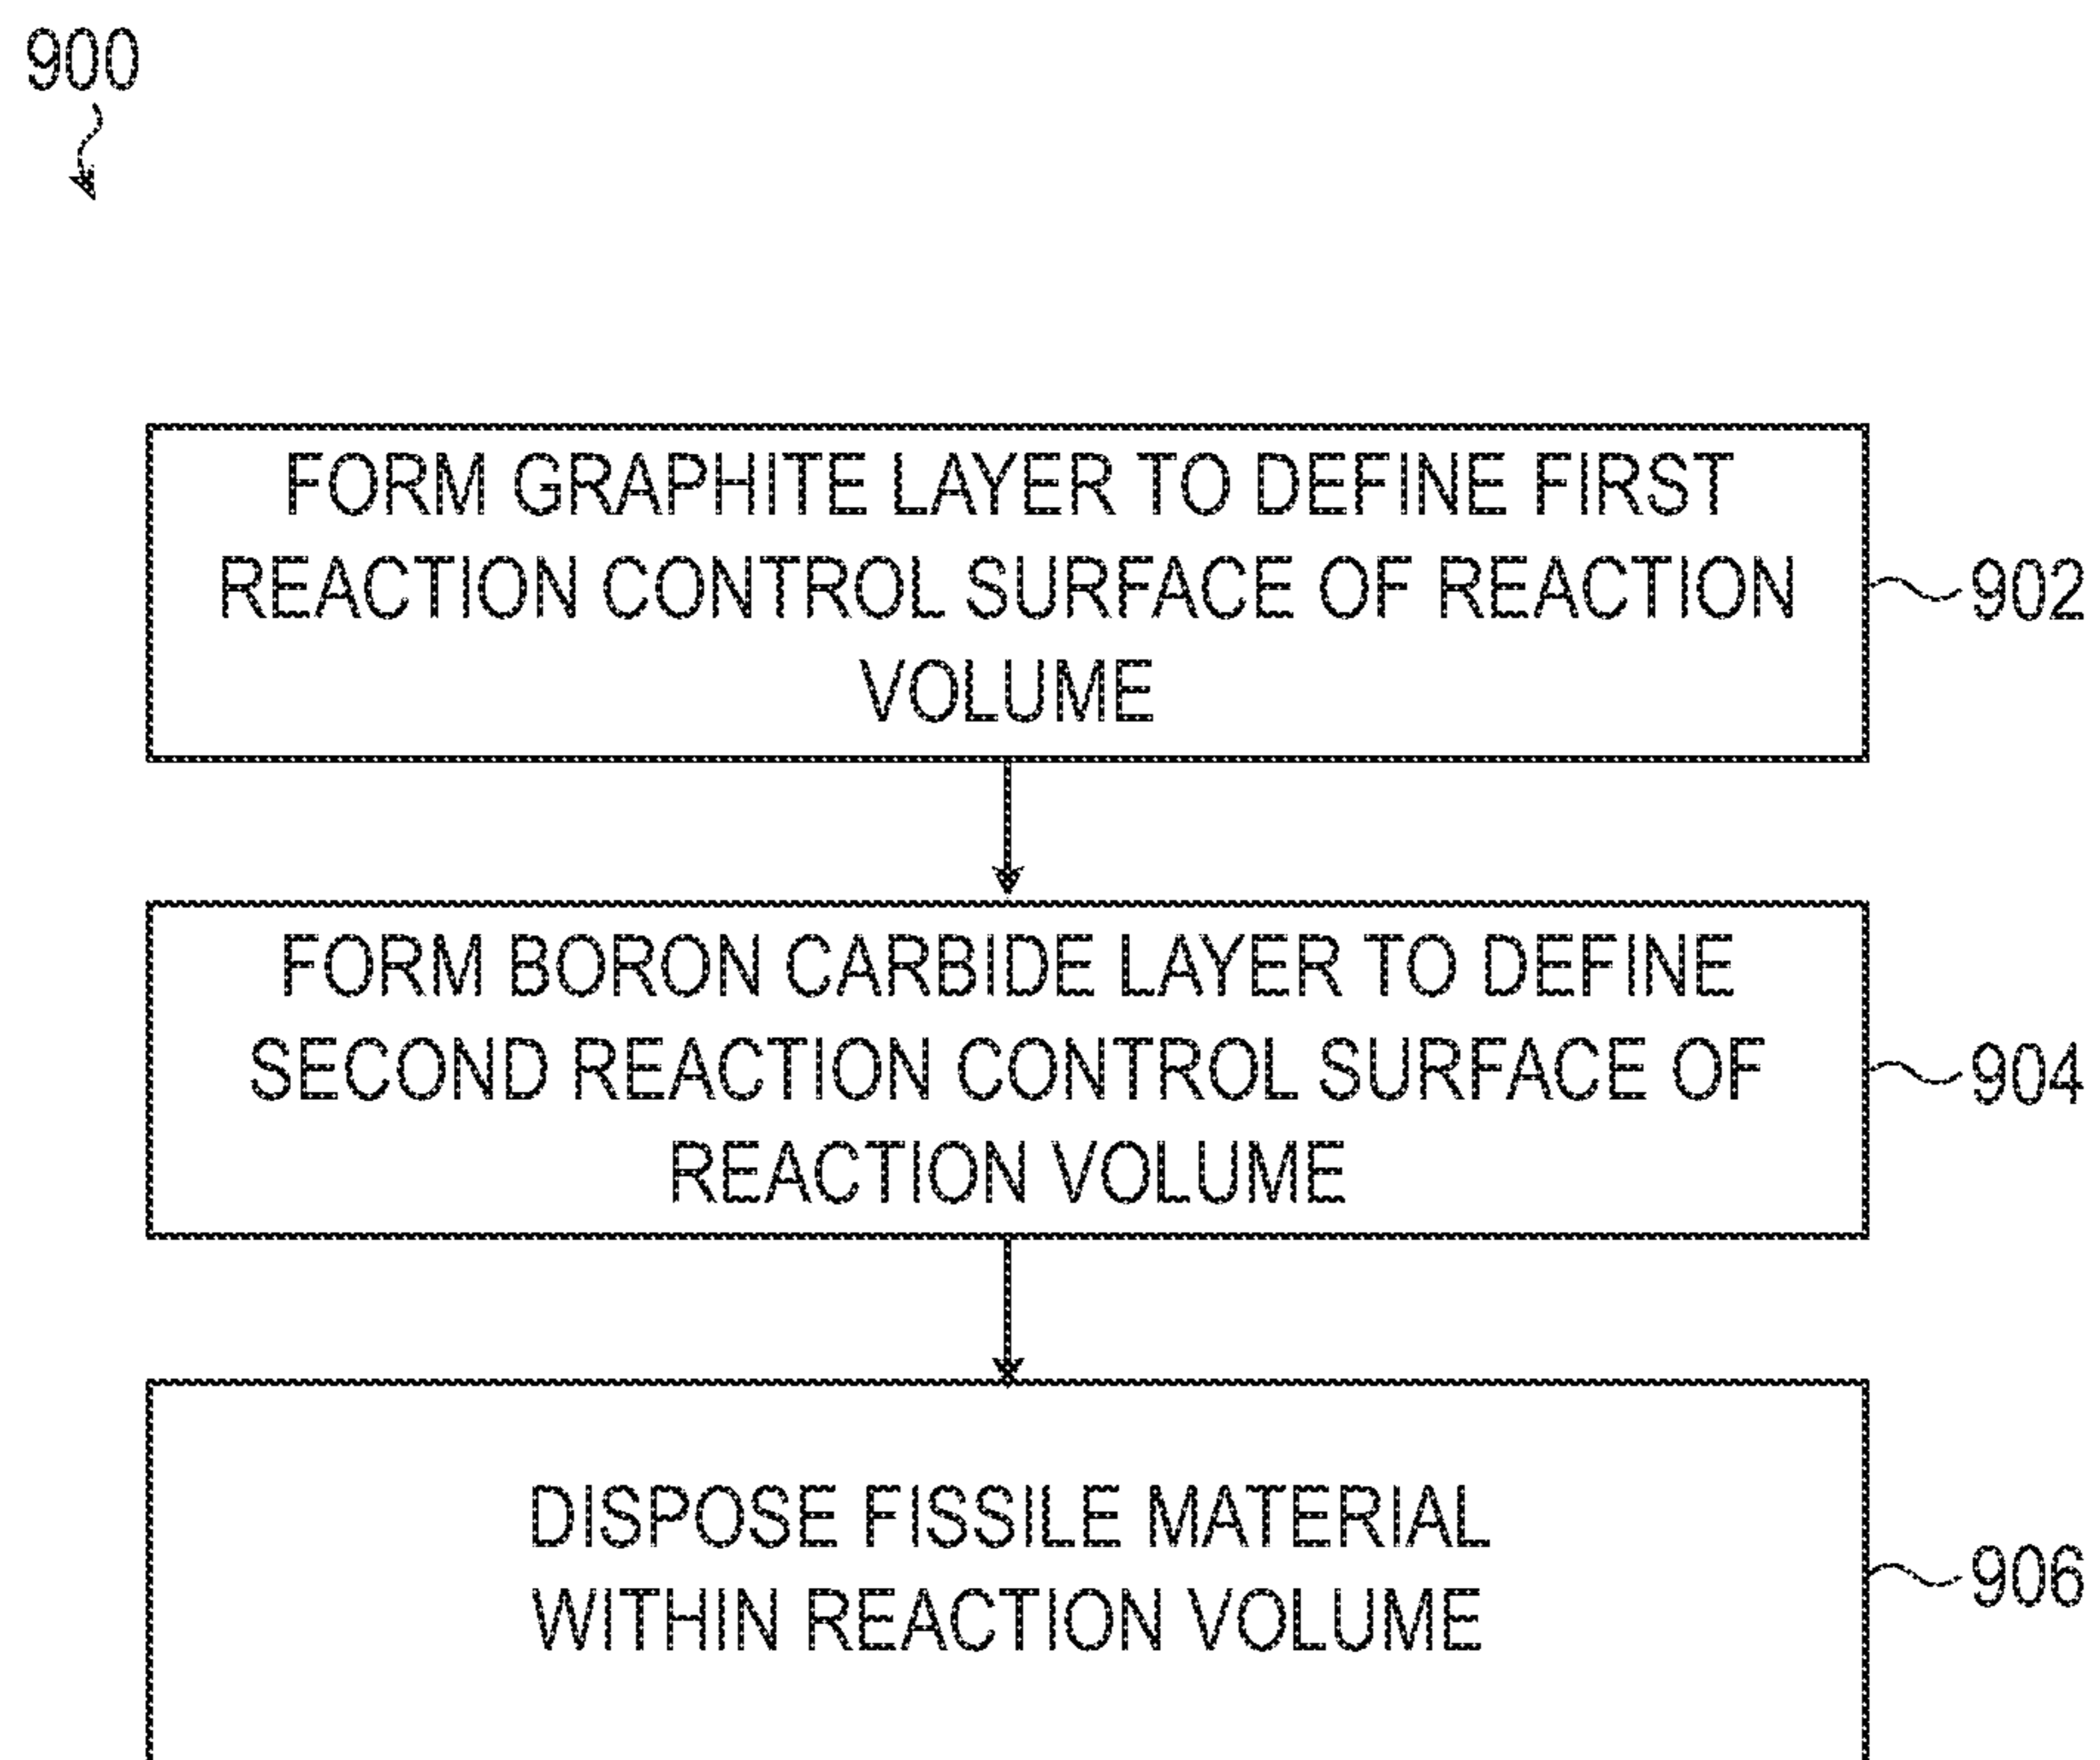 900
FORM GRAPHITE LAYER TO DEFINE FIRST
REACTION CONTROL SURFACE OF REACTION
VOLUME
902
FORM BORON CARBIDE LAYER TO DEFINE
SECOND REACTION CONTROL SURFACE OF
REACTION VOLUME
904
DISPOSE FISSILE MATERIAL
WITHIN REACTION VOLUME
906